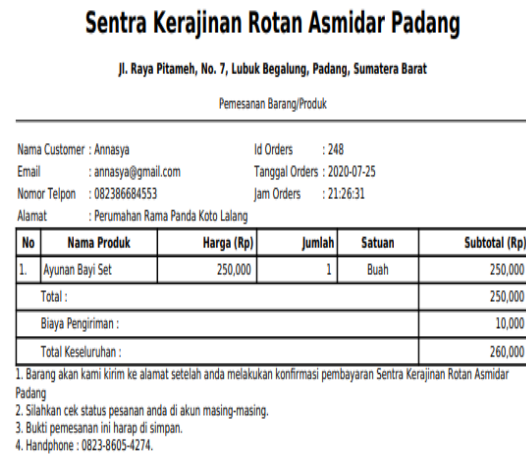 Sentra Kerajinan Rotan Asmidar Padang
Jl. Raya Pitameh, No. 7, Lubuk Begalung, Padang, Sumatera Barat
Pemesanan Barang/Produk
Nama Customer : Annasya Id Orders : 248
Email : annasya@gmail.com Tanggal Orders : 2020-07-25
Nomor Telpon : 082386684553 Jam Orders : 21:26:31
Alamat : Perumahan Rama Panda Koto Lalang
No Nama Produk Harga (Rp) Jumlah Satuan Subtotal (Rp)
1. Ayunan Bayi Set 250,000 1 Buah 250,000
Total : 250,000
Biaya Pengiriman : 10,000
Total Keseluruhan : 260,000
1. Barang akan kami kirim ke alamat setelah anda melakukan konfirmasi pembayaran Sentra Kerajinan Rotan Asmidar
Padang
2. Silahkan cek status pesanan anda di akun masing-masing.
3. Bukti pemesanan ini harap di simpan.
4. Handphone : 0823-8605-4274.